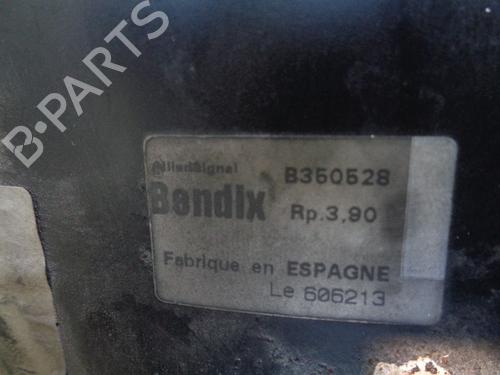 B-PARTS
AlliedSignal B350528
Bendix Rp.3,90
Fabrique en ESPAGNE
Le 606213